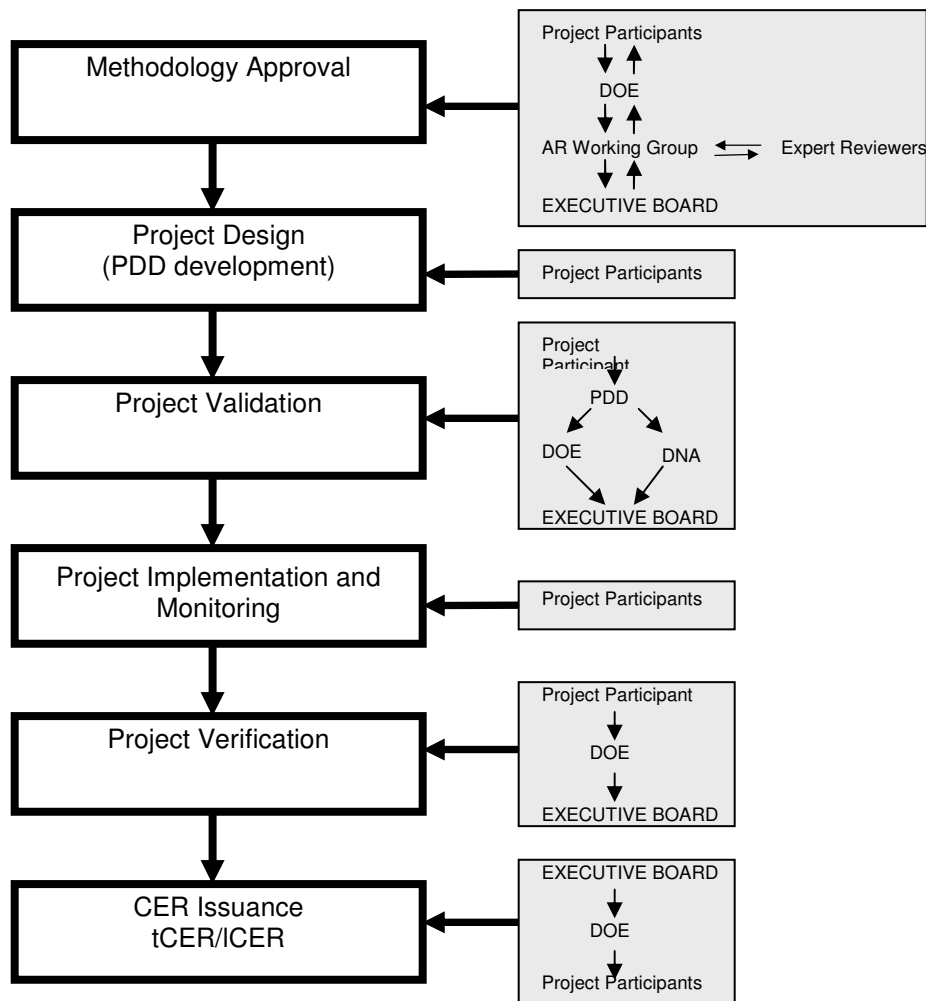 Methodology Approval
Project Participants
DOE
AR Working Group
Expert Reviewers
EXECUTIVE BOARD
Project Design
(PDD development)
Project Participants
Project Validation
Project
Participant
PDD
DOE
DNA
EXECUTIVE BOARD
Project Implementation and
Monitoring
Project Participants
Project Verification
Project Participant
DOE
EXECUTIVE BOARD
CER Issuance
tCER/lCER
EXECUTIVE BOARD
DOE
Project Participants